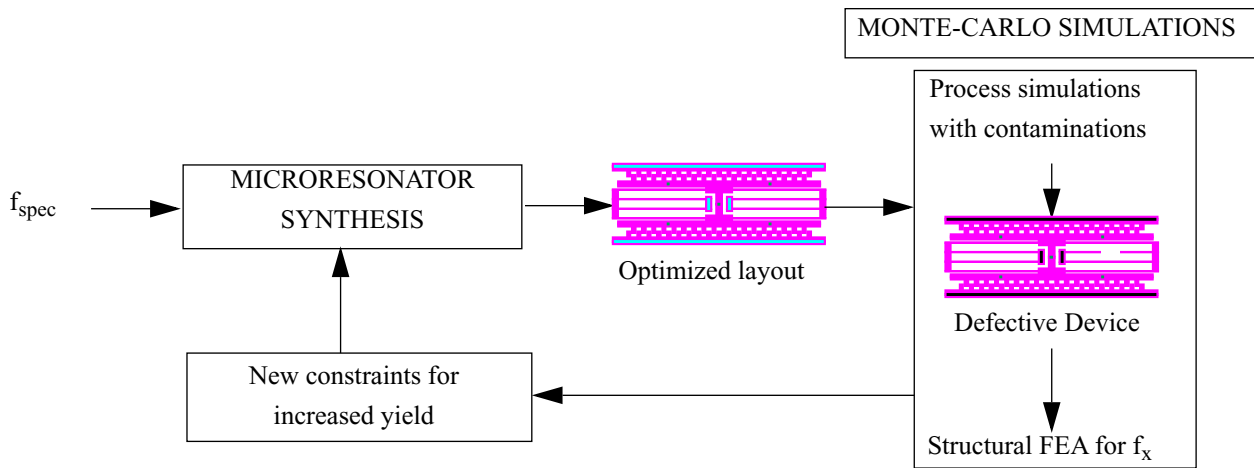 MONTE-CARLO SIMULATIONS
Process simulations
with contaminations
MICRORESONATOR
SYNTHESIS
f_spec
Optimized layout
Defective Device
New constraints for
increased yield
Structural FEA for f_x